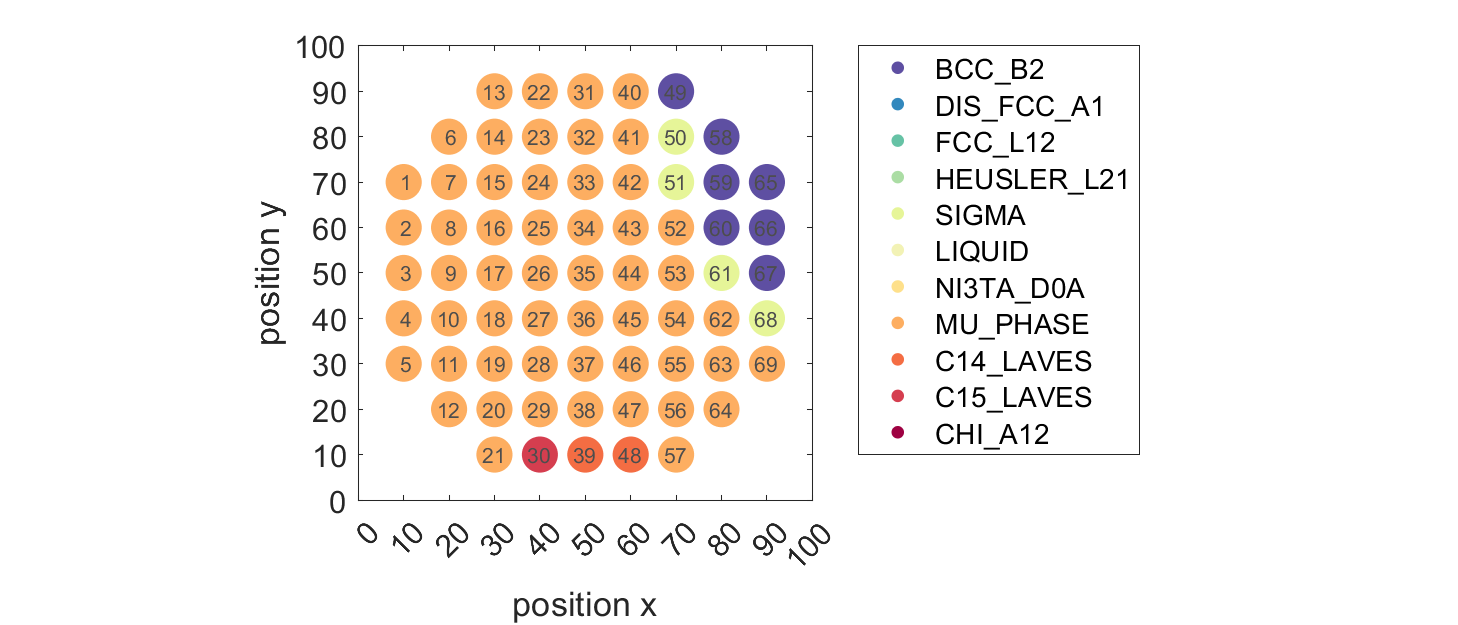 100
90 13 22 31 40 49
80 6 14 23 32 41 50 58
70 1 7 15 24 33 42 51 59 65
60 2 8 16 25 34 43 52 60 66
50 3 9 17 26 35 44 53 61 67
40 4 10 18 27 36 45 54 62 68
30 5 11 19 28 37 46 55 63 69
20 12 20 29 38 47 56 64
10 21 30 39 48 57
0
0 10 20 30 40 50 60 70 80 90 100
position x
position y
BCC_B2
DIS_FCC_A1
FCC_L12
HEUSLER_L21
SIGMA
LIQUID
NI3TA_D0A
MU_PHASE
C14_LAVES
C15_LAVES
CHI_A12